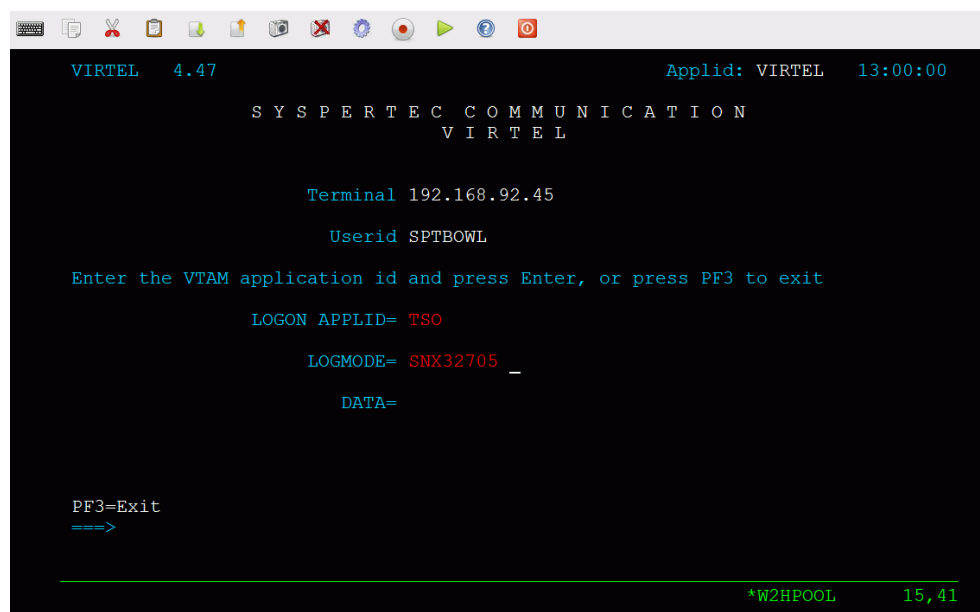 VIRTEL 4.47 Applid: VIRTEL 13:00:00
S Y S P E R T E C C O M M U N I C A T I O N
V I R T E L
Terminal 192.168.92.45
Userid SPTBOWL
Enter the VTAM application id and press Enter, or press PF3 to exit
LOGON APPLID= TSO
LOGMODE= SNX32705 _
DATA=
PF3=Exit
===>
*W2HPOOL 15,41